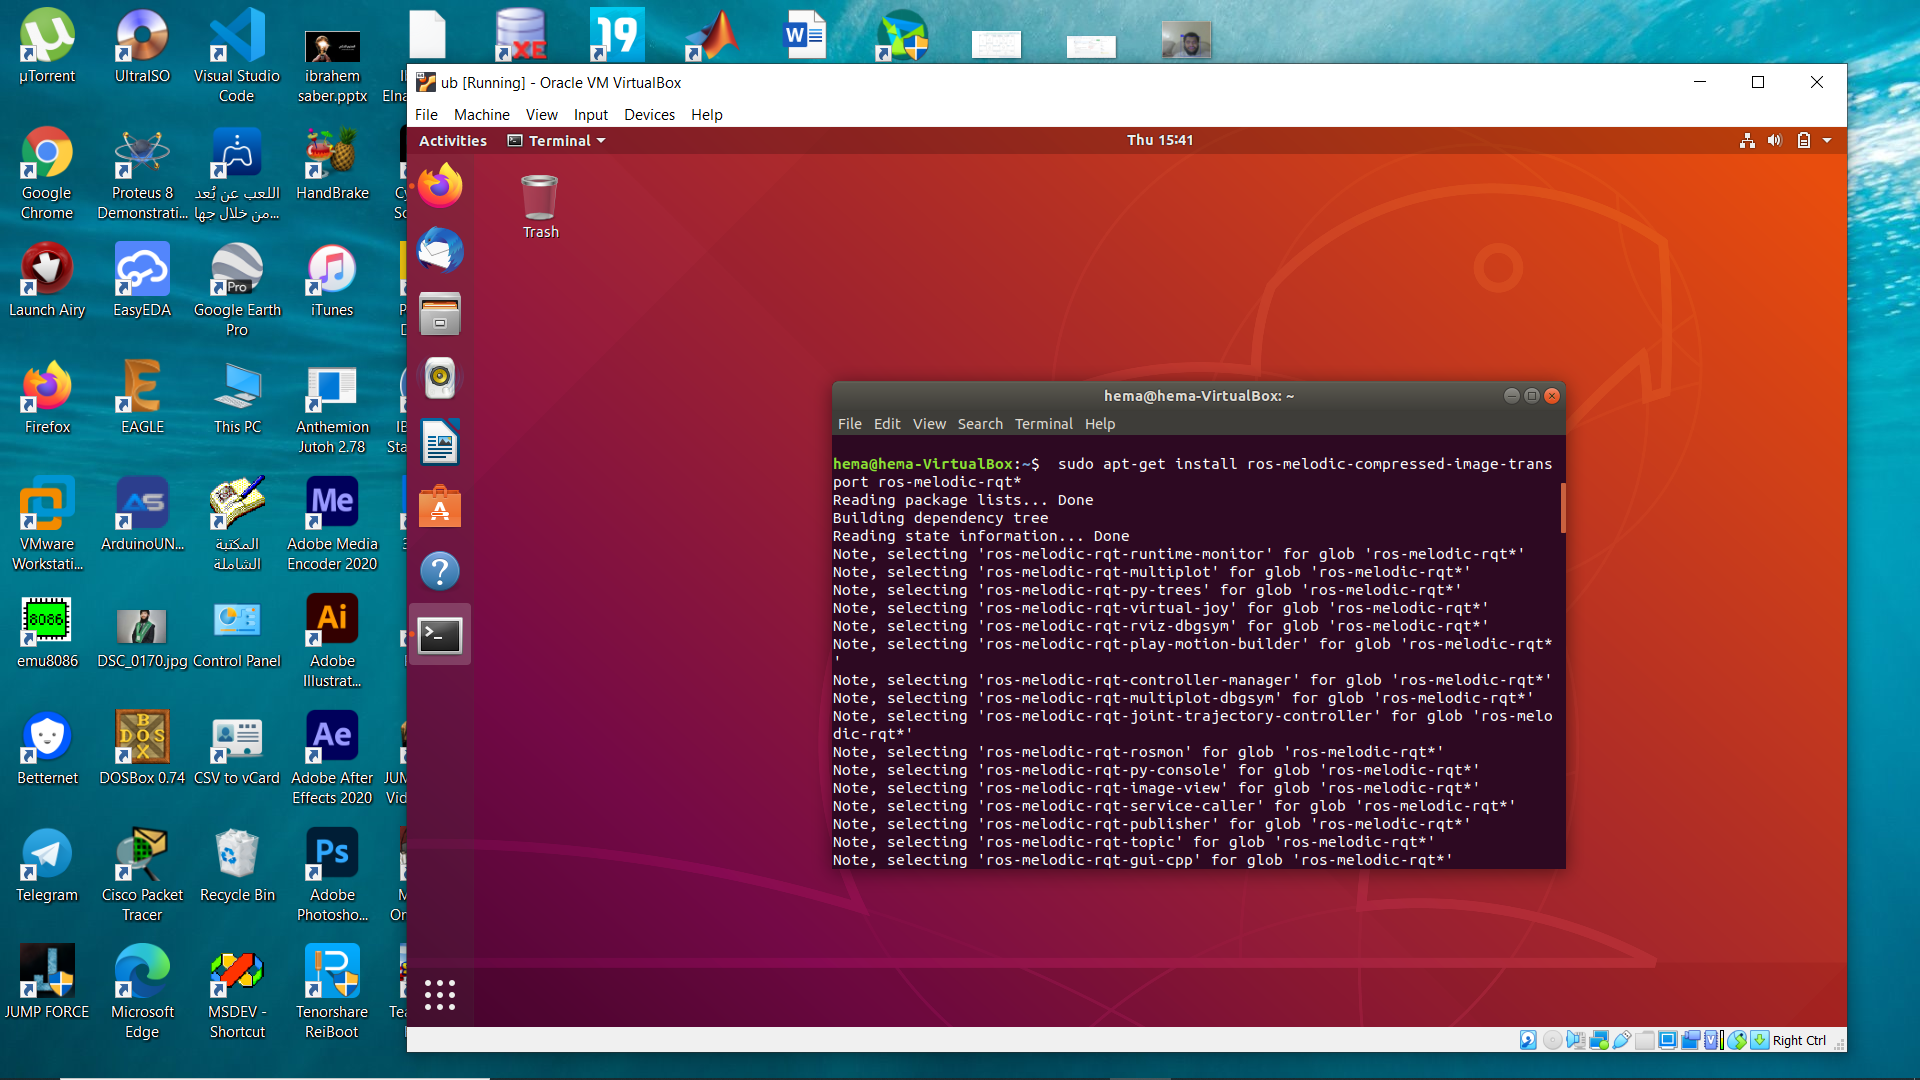 µTorrent
UltraISO
Visual Studio
Code
ibrahem
saber.pptx
XE
19
W
ub [Running] - Oracle VM VirtualBox
File Machine View Input Devices Help
Activities
Terminal
Thu 15:41
Google
Chrome
Proteus 8
Demonstrati...
اللعب عن بُعد
من خلال جها...
HandBrake
Trash
Launch Airy
EasyEDA
Pro
Google Earth
Pro
iTunes
Firefox
EAGLE
This PC
Anthemion
Jutoh 2.78
VMware
Workstati...
AS
ArduinoUN...
المكتبة
الشاملة
Me
Adobe Media
Encoder 2020
8086
emu8086
DSC_0170.jpg
Control Panel
Ai
Adobe
Illustrat...
Betternet
BOSX
DOS
DOSBox 0.74
CSV to vCard
Ae
Adobe After
Effects 2020
Telegram
Cisco Packet
Tracer
Recycle Bin
Ps
Adobe
Photosho...
JUMP FORCE
Microsoft
Edge
MSDEV -
Shortcut
Tenorshare
ReiBoot
hema@hema-VirtualBox: ~
File Edit View Search Terminal Help
hema@hema-VirtualBox:~$  sudo apt-get install ros-melodic-compressed-image-trans
port ros-melodic-rqt*
Reading package lists... Done
Building dependency tree
Reading state information... Done
Note, selecting 'ros-melodic-rqt-runtime-monitor' for glob 'ros-melodic-rqt*'
Note, selecting 'ros-melodic-rqt-multiplot' for glob 'ros-melodic-rqt*'
Note, selecting 'ros-melodic-rqt-py-trees' for glob 'ros-melodic-rqt*'
Note, selecting 'ros-melodic-rqt-virtual-joy' for glob 'ros-melodic-rqt*'
Note, selecting 'ros-melodic-rqt-rviz-dbgsym' for glob 'ros-melodic-rqt*'
Note, selecting 'ros-melodic-rqt-play-motion-builder' for glob 'ros-melodic-rqt*
'
Note, selecting 'ros-melodic-rqt-controller-manager' for glob 'ros-melodic-rqt*'
Note, selecting 'ros-melodic-rqt-multiplot-dbgsym' for glob 'ros-melodic-rqt*'
Note, selecting 'ros-melodic-rqt-joint-trajectory-controller' for glob 'ros-melo
dic-rqt*'
Note, selecting 'ros-melodic-rqt-rosmon' for glob 'ros-melodic-rqt*'
Note, selecting 'ros-melodic-rqt-py-console' for glob 'ros-melodic-rqt*'
Note, selecting 'ros-melodic-rqt-image-view' for glob 'ros-melodic-rqt*'
Note, selecting 'ros-melodic-rqt-service-caller' for glob 'ros-melodic-rqt*'
Note, selecting 'ros-melodic-rqt-publisher' for glob 'ros-melodic-rqt*'
Note, selecting 'ros-melodic-rqt-topic' for glob 'ros-melodic-rqt*'
Note, selecting 'ros-melodic-rqt-gui-cpp' for glob 'ros-melodic-rqt*'
Right Ctrl